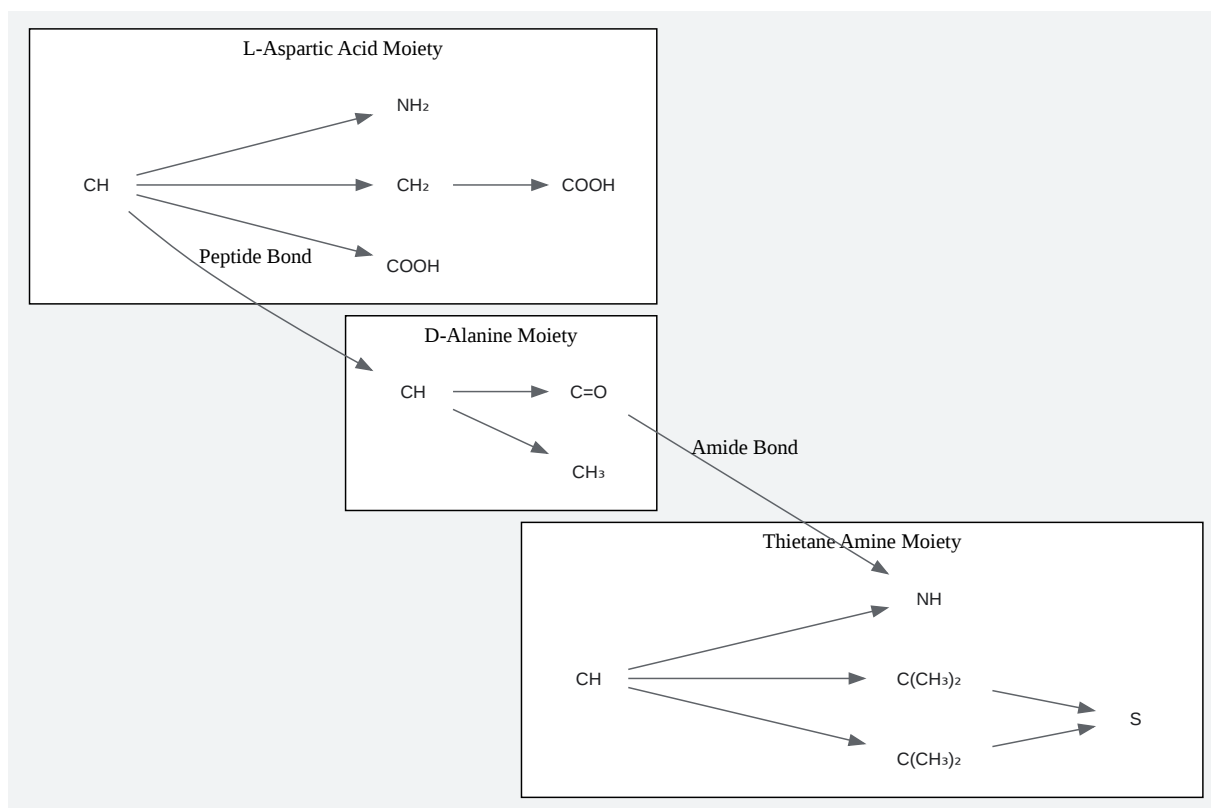 L-Aspartic Acid Moiety
NH₂
CH
CH₂
COOH
Peptide Bond
COOH
D-Alanine Moiety
CH
C=O
CH₃
Amide Bond
Thietane Amine Moiety
NH
CH
C(CH₃)₂
S
C(CH₃)₂